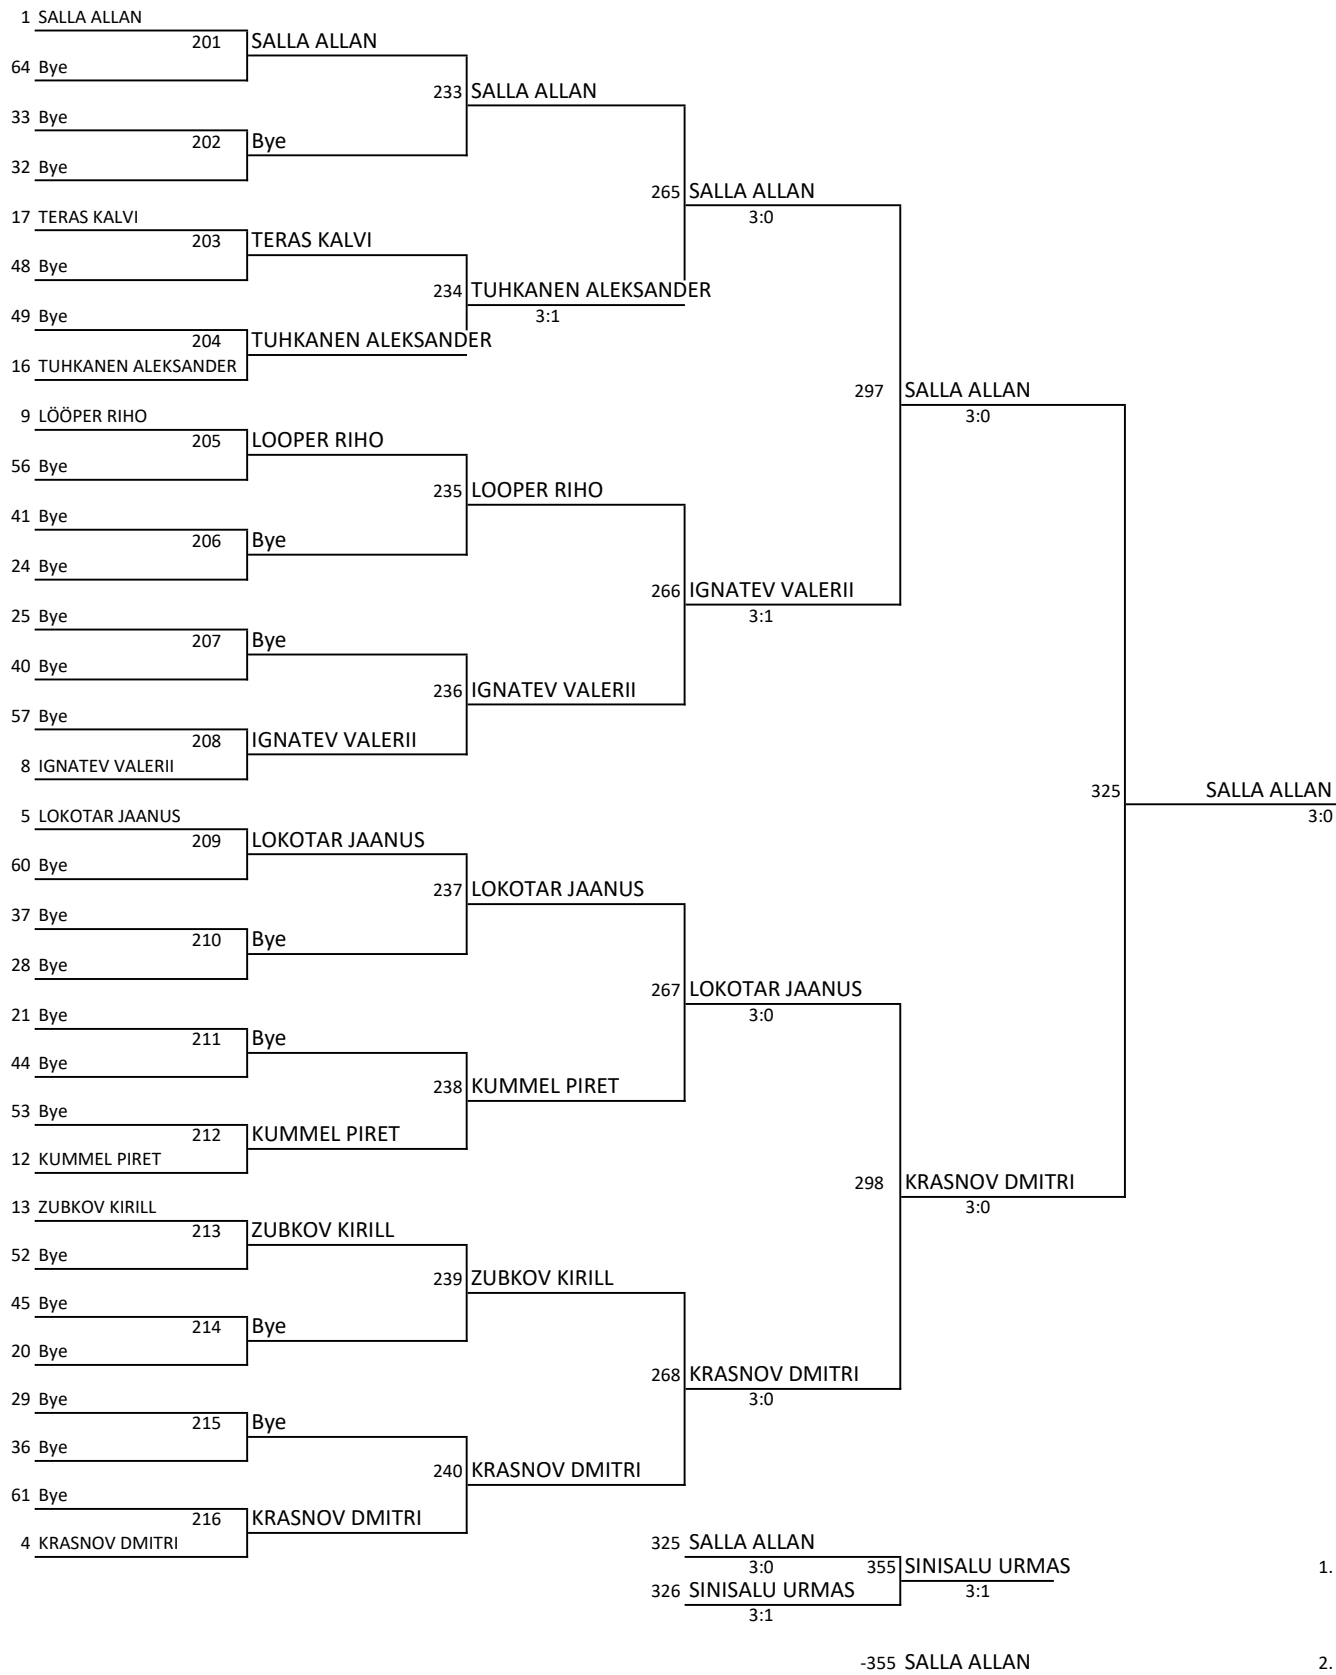 1 SALLA ALLAN
201 SALLA ALLAN
64 Bye
233 SALLA ALLAN
33 Bye
202 Bye
32 Bye
265 SALLA ALLAN
3:0
17 TERAS KALVI
203 TERAS KALVI
48 Bye
234 TUHKANEN ALEKSANDER
3:1
49 Bye
204 TUHKANEN ALEKSANDER
16 TUHKANEN ALEKSANDER
297 SALLA ALLAN
3:0
9 LÖÖPER RIHO
205 LOOPER RIHO
56 Bye
235 LOOPER RIHO
41 Bye
206 Bye
24 Bye
266 IGNATEV VALERII
3:1
25 Bye
207 Bye
40 Bye
236 IGNATEV VALERII
57 Bye
208 IGNATEV VALERII
8 IGNATEV VALERII
325 SALLA ALLAN
3:0
5 LOKOTAR JAANUS
209 LOKOTAR JAANUS
60 Bye
237 LOKOTAR JAANUS
37 Bye
210 Bye
28 Bye
267 LOKOTAR JAANUS
3:0
21 Bye
211 Bye
44 Bye
238 KUMMEL PIRET
53 Bye
212 KUMMEL PIRET
12 KUMMEL PIRET
298 KRASNOV DMITRI
3:0
13 ZUBKOV KIRILL
213 ZUBKOV KIRILL
52 Bye
239 ZUBKOV KIRILL
45 Bye
214 Bye
20 Bye
268 KRASNOV DMITRI
3:0
29 Bye
215 Bye
36 Bye
240 KRASNOV DMITRI
61 Bye
216 KRASNOV DMITRI
4 KRASNOV DMITRI
325 SALLA ALLAN
3:0
355 SINISALU URMAS 1.
326 SINISALU URMAS
3:1
3:1
-355 SALLA ALLAN 2.